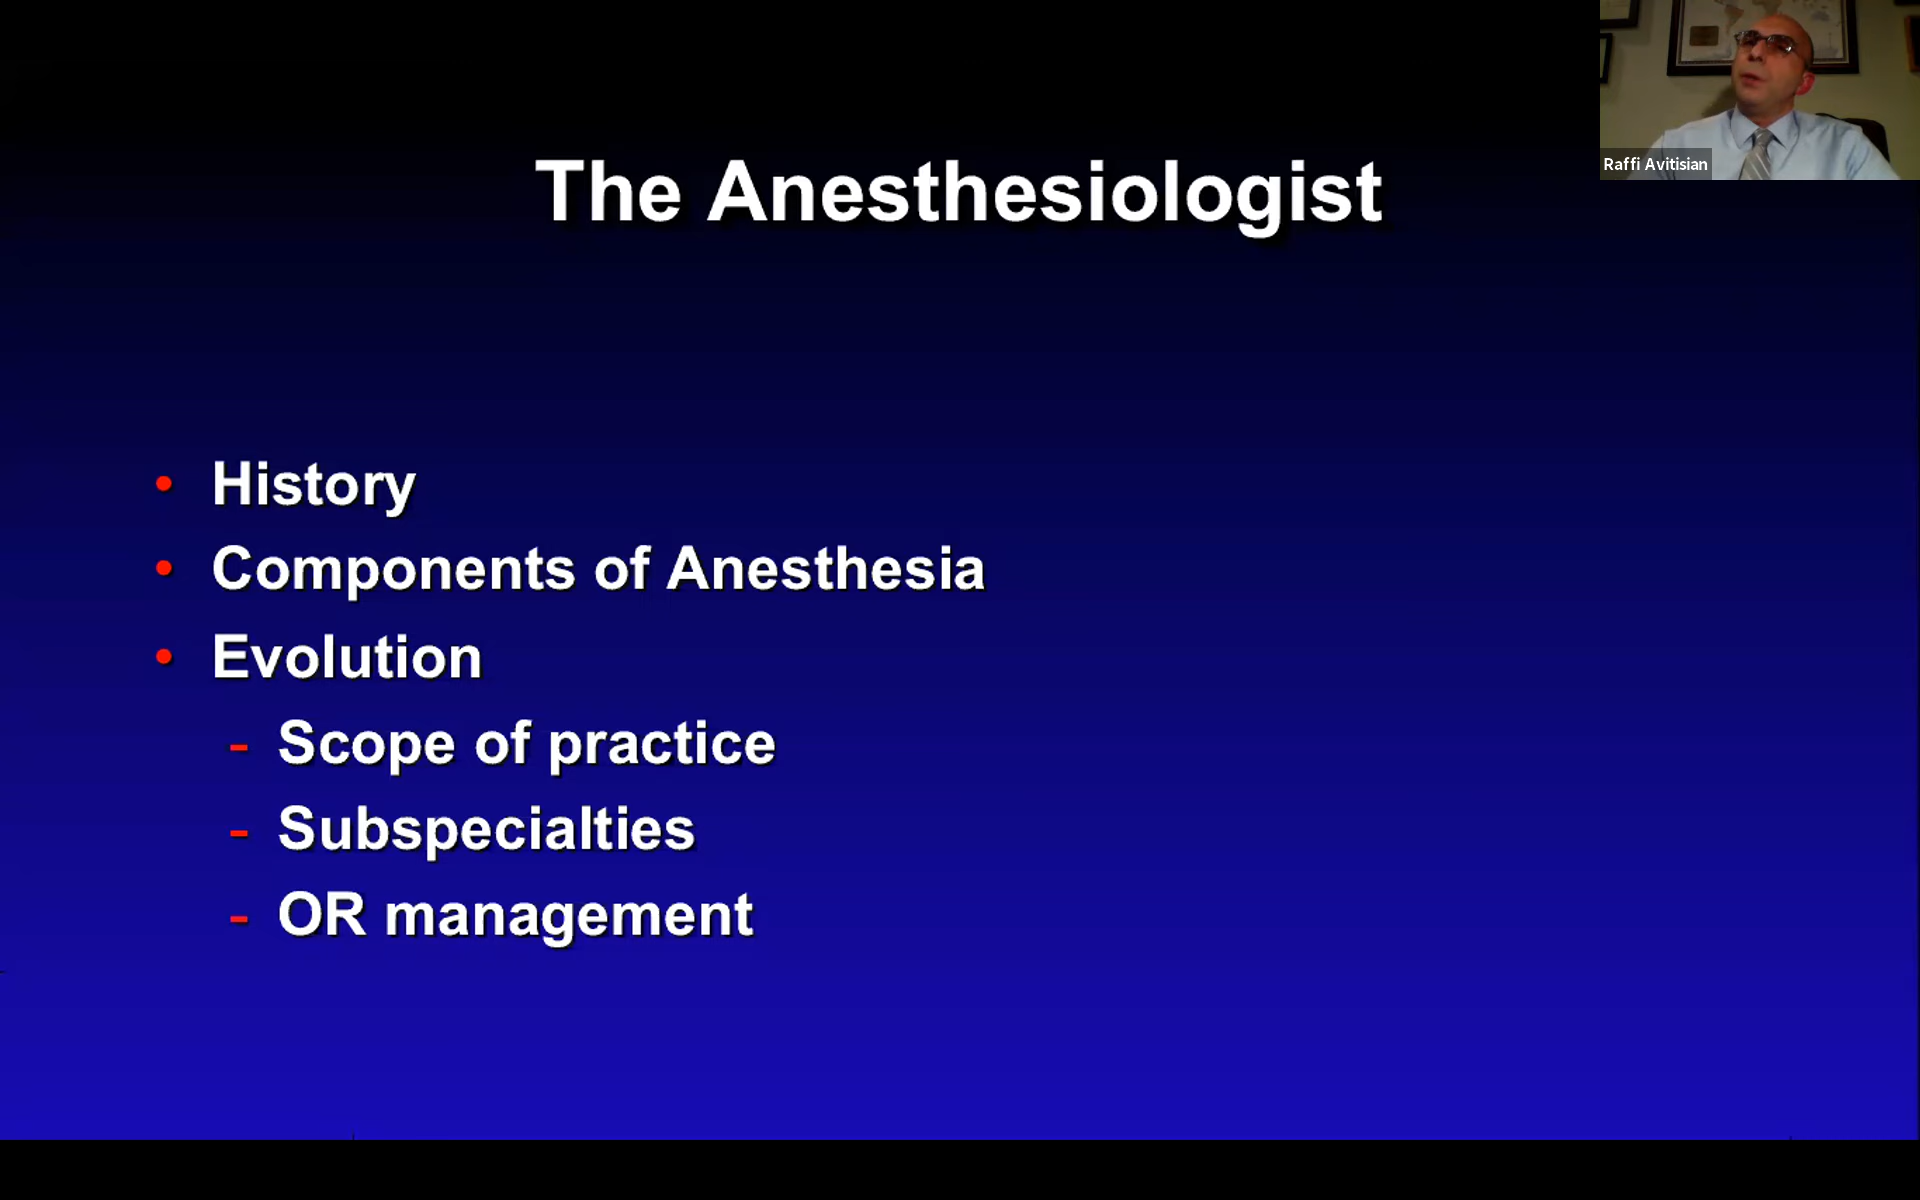 The Anesthesiologist
Raffi Avitisian
• History
• Components of Anesthesia
• Evolution
- Scope of practice
- Subspecialties
- OR management